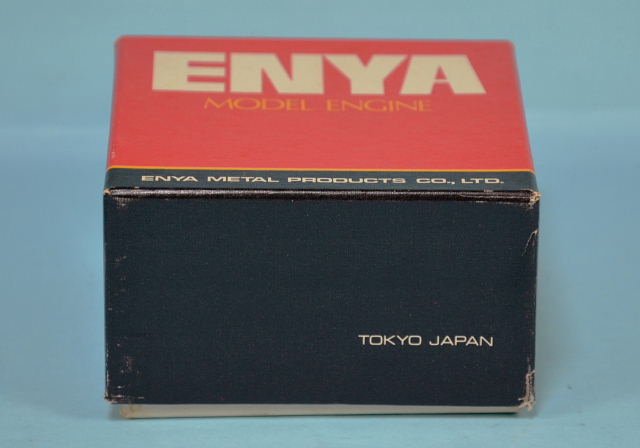 ENYA
MODEL ENGINE
ENYA METAL PRODUCTS CO., LTD.
TOKYO JAPAN